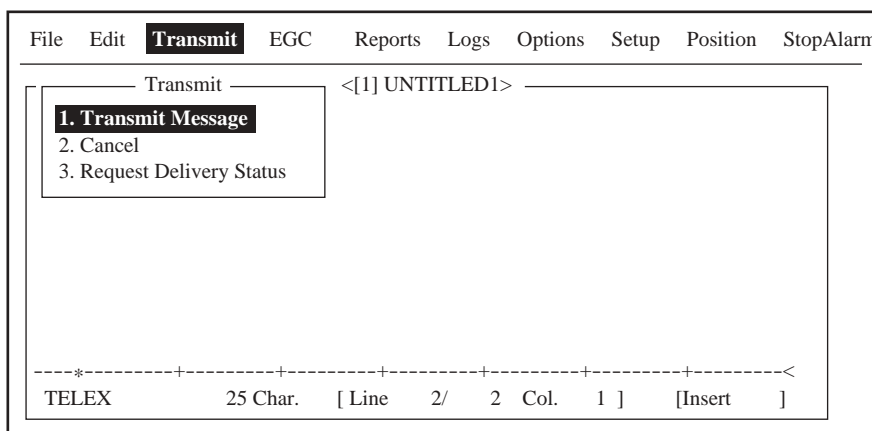 File Edit Transmit EGC Reports Logs Options Setup Position StopAlarm
Transmit <[1] UNTITLED1>
1. Transmit Message
2. Cancel
3. Request Delivery Status
----*---------+---------+---------+---------+---------+---------+---------<
TELEX 25 Char. [ Line 2/ 2 Col. 1 ] [Insert ]